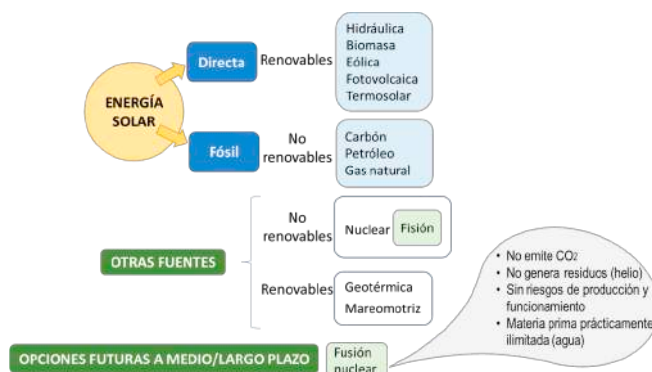 ENERGÍA
SOLAR
Directa
Renovables
Hidráulica
Biomasa
Eólica
Fotovolcaica
Termosolar
Fósil
No
renovables
Carbón
Petróleo
Gas natural
OTRAS FUENTES
No
renovables
Nuclear
Fisión
Renovables
Geotérmica
Mareomotriz
• No emite CO2
• No genera residuos (helio)
• Sin riesgos de producción y
funcionamiento
• Materia prima prácticamente
ilimitada (agua)
OPCIONES FUTURAS A MEDIO/LARGO PLAZO
Fusión
nuclear